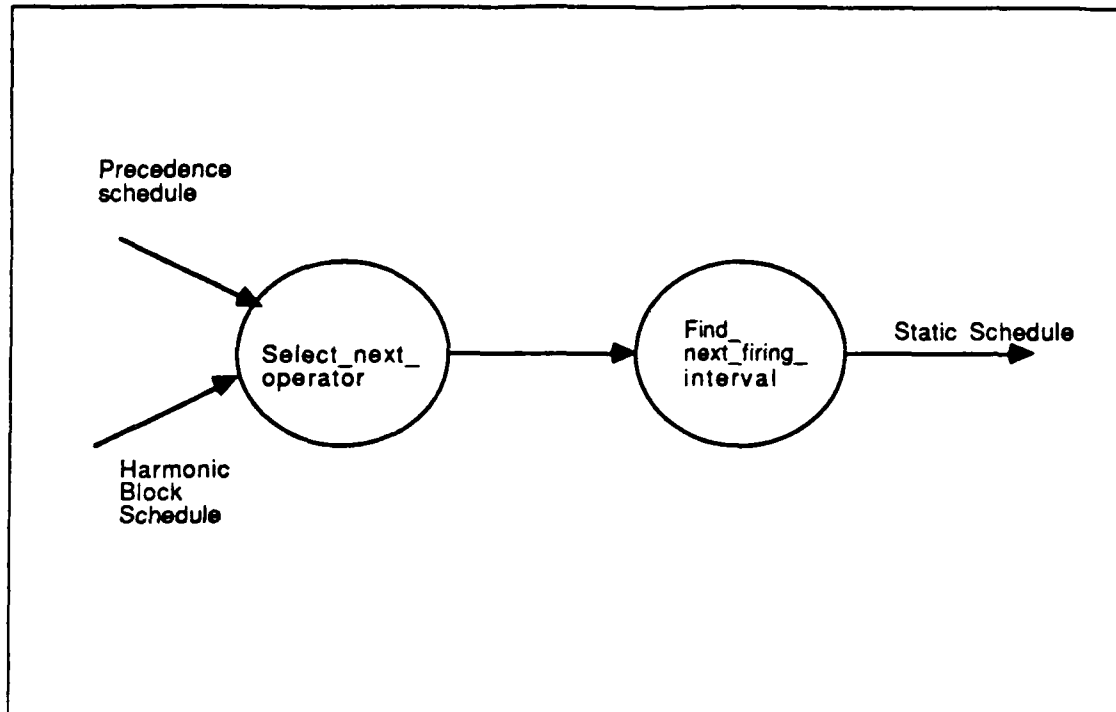 Precedence
schedule
Select_next_
operator
Harmonic
Block
Schedule
Find_
next_firing_
interval
Static Schedule